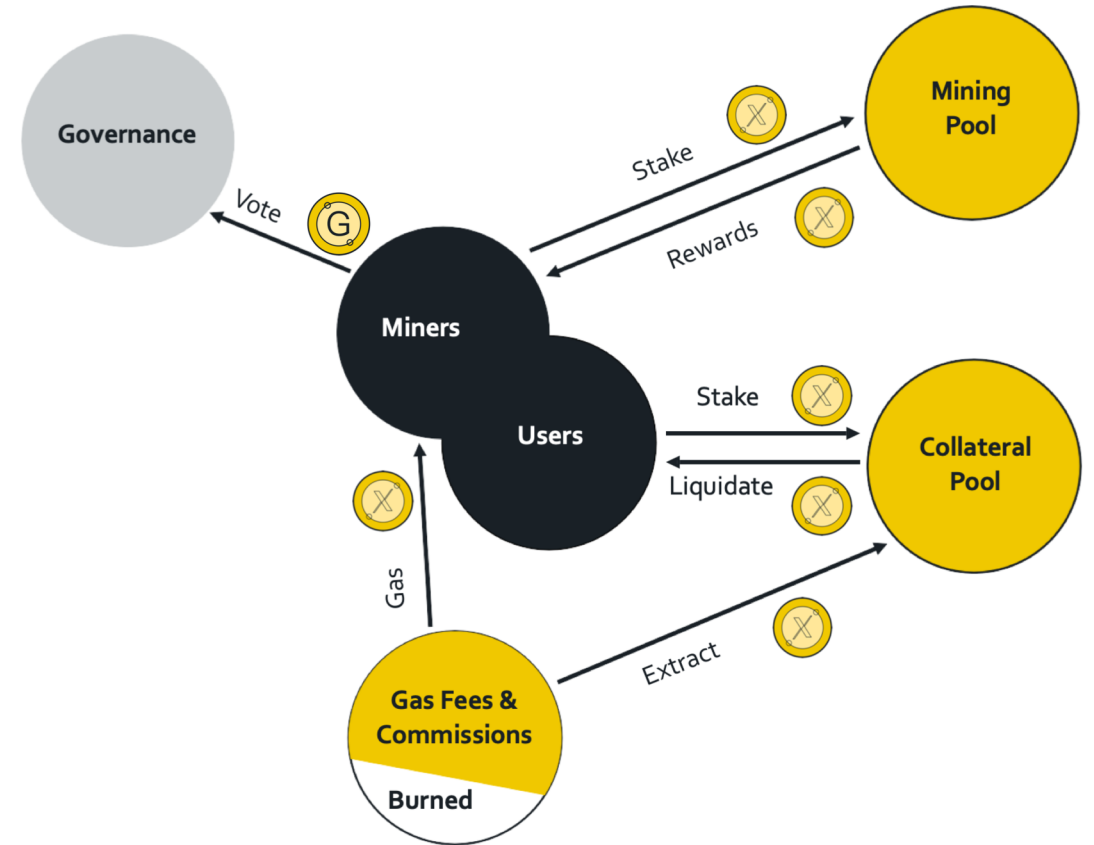 Governance
Vote
G
Miners
Users
Stake
X
Rewards
X
Mining
Pool
Stake
X
Liquidate
X
Collateral
Pool
X
Gas
Extract
X
Gas Fees &
Commissions
Burned